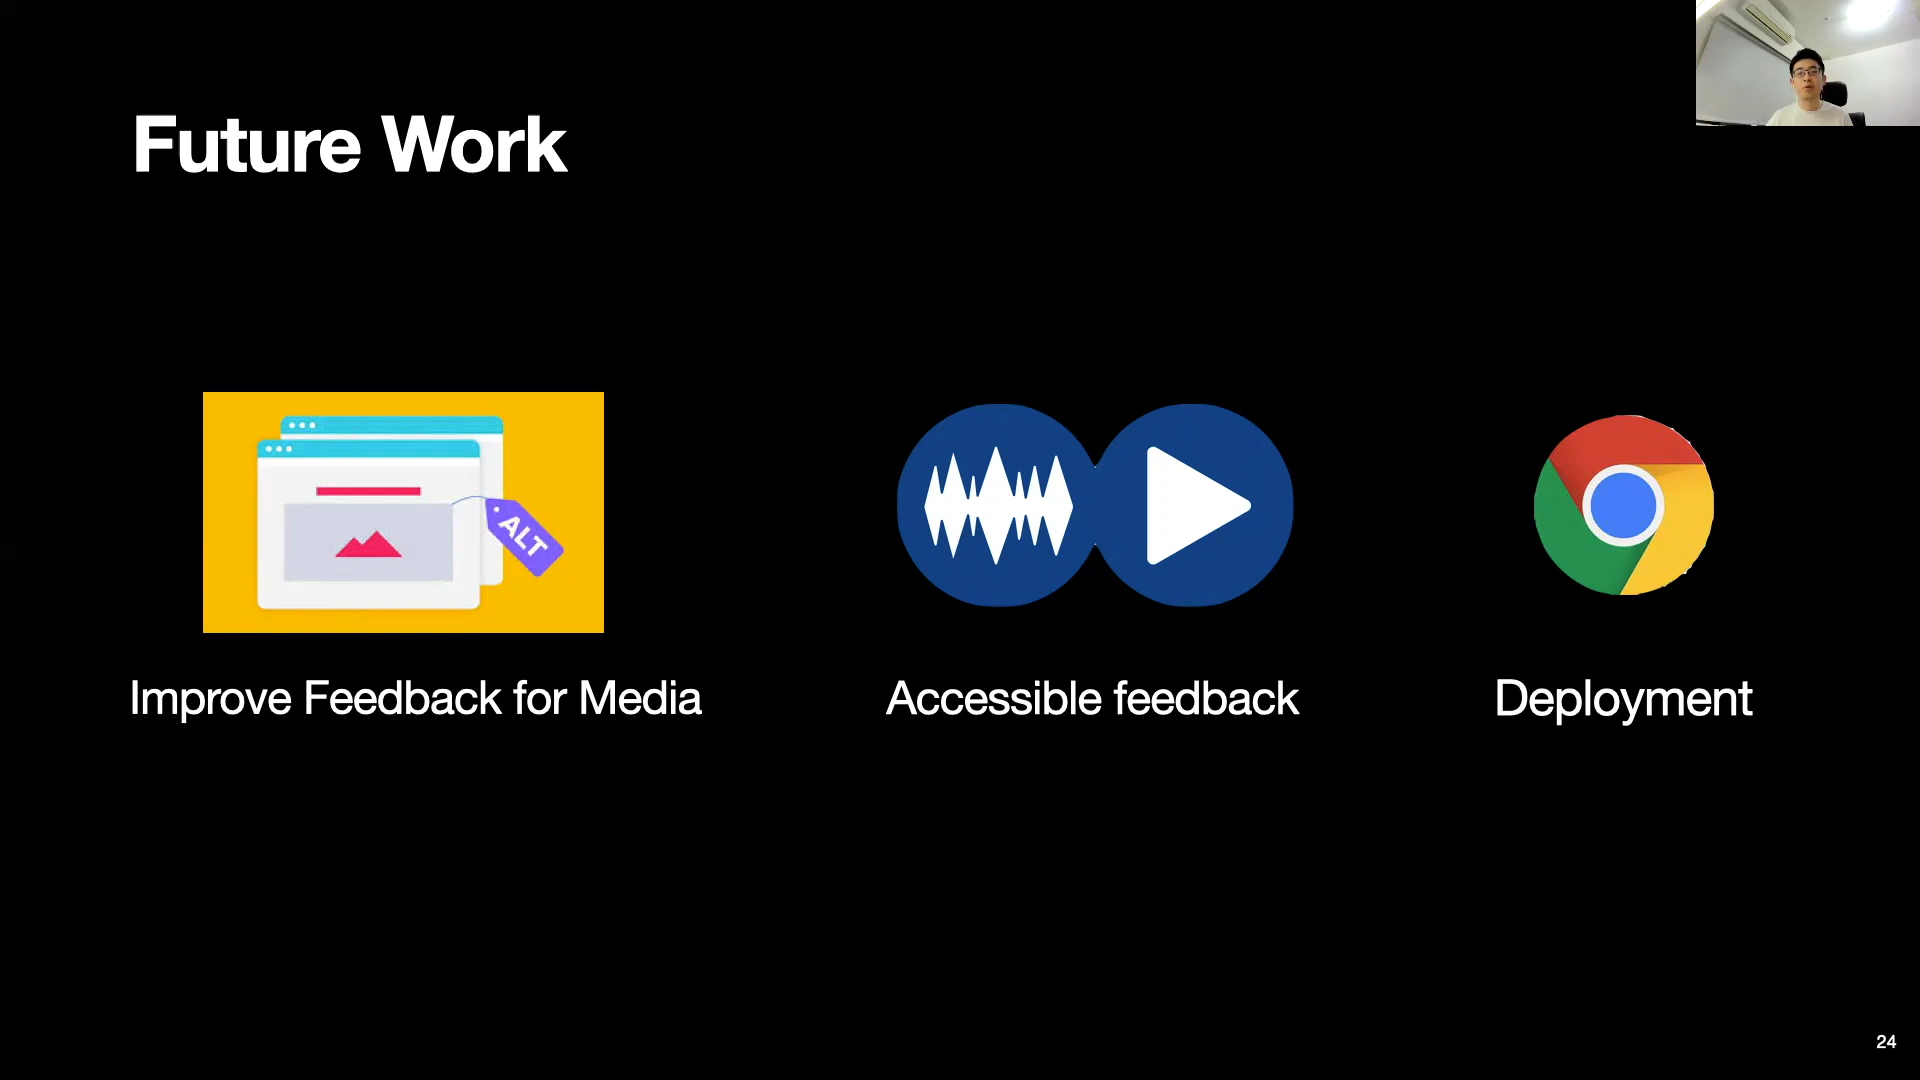 Future Work
ALT
Improve Feedback for Media
Accessible feedback
Deployment
24